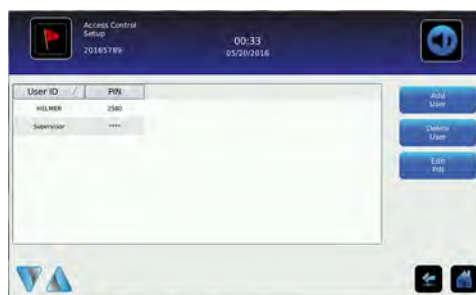 Access Control
Setup
20165789
00:33
05/20/2016
User ID / PIN
HELMER 2580
Supervisor ****
Add
User
Delete
User
Edit
PIN